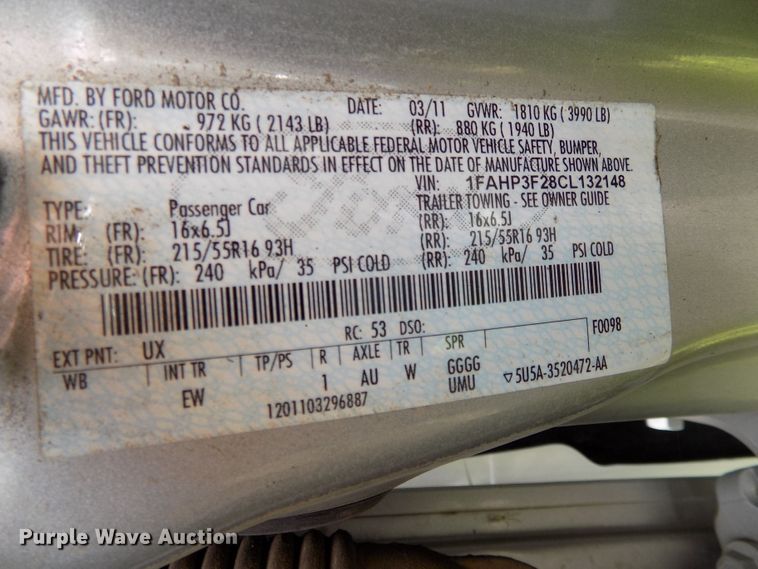 MFD. BY FORD MOTOR CO. DATE: 03/11 GVWR: 1810 KG ( 3990 LB)
GAWR: (FR): 972 KG ( 2143 LB) (RR): 880 KG ( 1940 LB)
THIS VEHICLE CONFORMS TO ALL APPLICABLE FEDERAL MOTOR VEHICLE SAFETY, BUMPER,
AND THEFT PREVENTION STANDARDS IN EFFECT ON THE DATE OF MANUFACTURE SHOWN ABOVE.
VIN: 1FAHP3F28CL132148
TYPE: Passenger Car TRAILER TOWING - SEE OWNER GUIDE
RIM: (FR): 16x6.5J (RR): 16x6.5J
TIRE: (FR): 215/55R16 93H (RR): 215/55R16 93H
PRESSURE: (FR): 240 kPa/ 35 PSI COLD (RR): 240 kPa/ 35 PSI COLD
RC: 53 DSO: F0098
EXT PNT: UX
WB INT TR TP/PS R AXLE TR SPR
EW 1 AU W GGGG
UMU
1201103296887 5U5A-3520472-AA
Purple Wave Auction